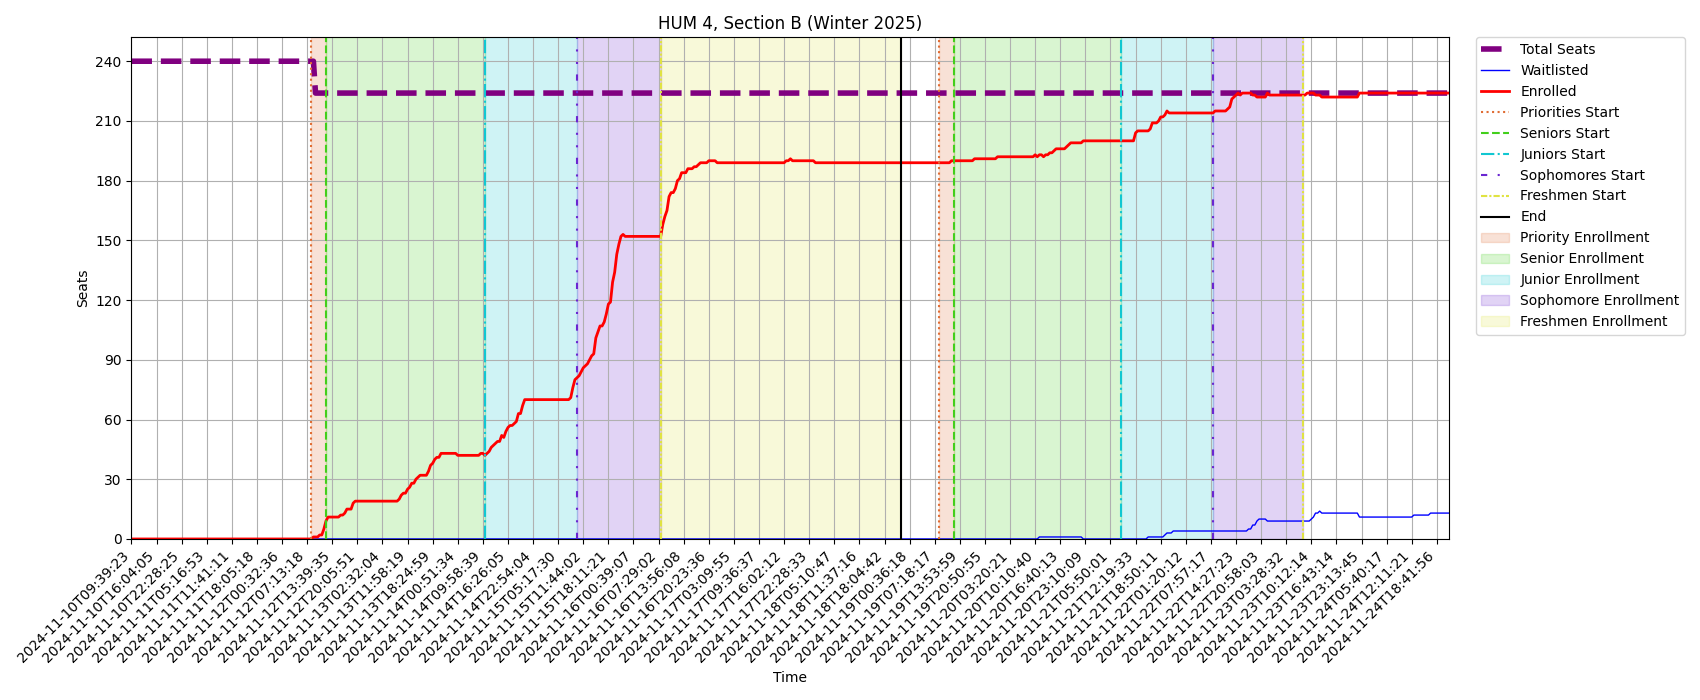 HUM 4, Section B (Winter 2025)
Seats
240
210
180
150
120
90
60
30
0
2024-11-10T09:39:23
2024-11-10T16:04:05
2024-11-10T22:28:25
2024-11-11T05:16:53
2024-11-11T11:41:11
2024-11-11T18:05:18
2024-11-12T00:32:36
2024-11-12T07:13:18
2024-11-12T13:39:35
2024-11-12T20:05:51
2024-11-13T02:32:04
2024-11-13T11:58:19
2024-11-13T18:24:59
2024-11-14T00:51:34
2024-11-14T09:58:39
2024-11-14T16:26:05
2024-11-14T22:54:04
2024-11-15T05:17:30
2024-11-15T11:44:02
2024-11-15T18:11:21
2024-11-16T00:39:07
2024-11-16T07:29:02
2024-11-16T13:56:08
2024-11-16T20:23:36
2024-11-17T03:09:55
2024-11-17T09:36:37
2024-11-17T16:02:12
2024-11-17T22:28:33
2024-11-18T05:10:47
2024-11-18T11:37:16
2024-11-18T18:04:42
2024-11-19T00:36:18
2024-11-19T07:18:17
2024-11-19T13:53:59
2024-11-19T20:50:55
2024-11-20T03:20:21
2024-11-20T10:10:40
2024-11-20T16:40:13
2024-11-20T23:10:09
2024-11-21T05:50:01
2024-11-21T12:19:33
2024-11-21T18:50:11
2024-11-22T01:20:12
2024-11-22T07:57:17
2024-11-22T14:27:23
2024-11-22T20:58:03
2024-11-23T03:28:32
2024-11-23T10:12:14
2024-11-23T16:43:14
2024-11-23T23:13:45
2024-11-24T05:40:17
2024-11-24T12:11:21
2024-11-24T18:41:56
Time
Total Seats
Waitlisted
Enrolled
Priorities Start
Seniors Start
Juniors Start
Sophomores Start
Freshmen Start
End
Priority Enrollment
Senior Enrollment
Junior Enrollment
Sophomore Enrollment
Freshmen Enrollment